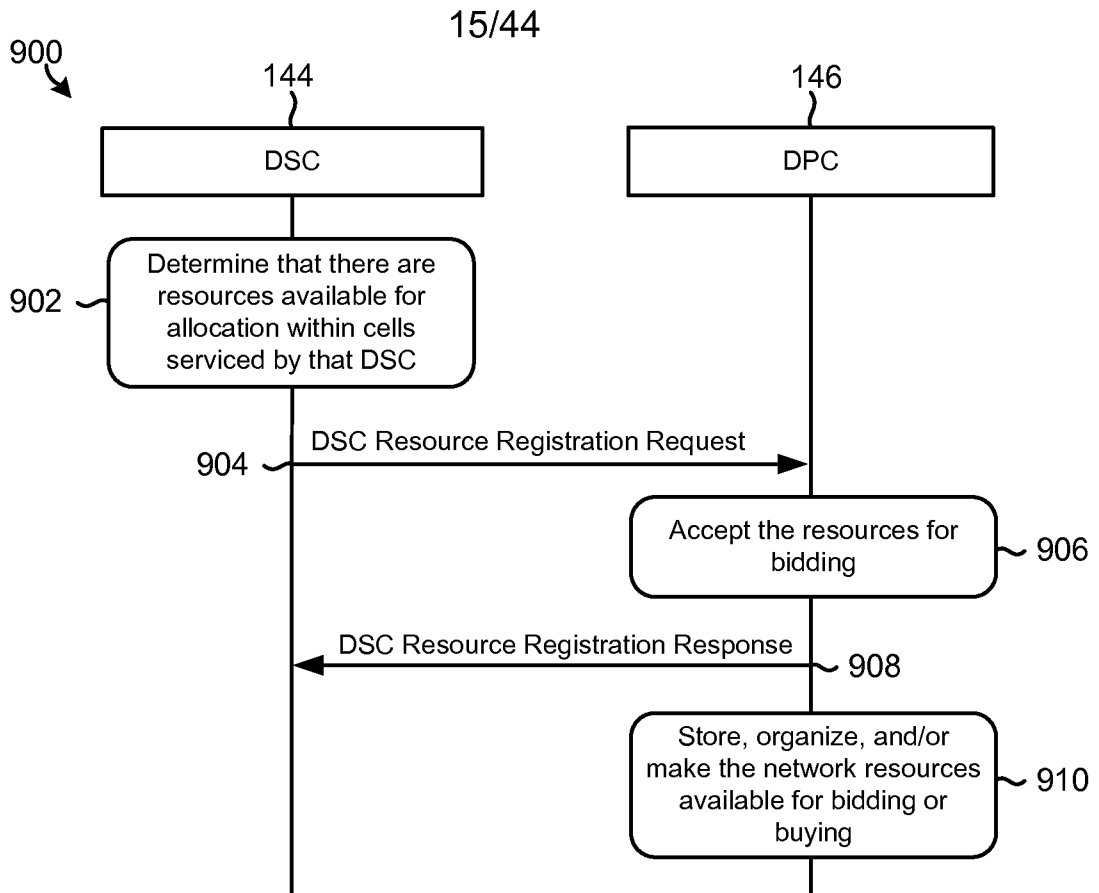 15/44
900
144
146
DSC
DPC
Determine that there are
resources available for
allocation within cells
serviced by that DSC
902
DSC Resource Registration Request
904
Accept the resources for
bidding
906
DSC Resource Registration Response
908
Store, organize, and/or
make the network resources
available for bidding or
buying
910